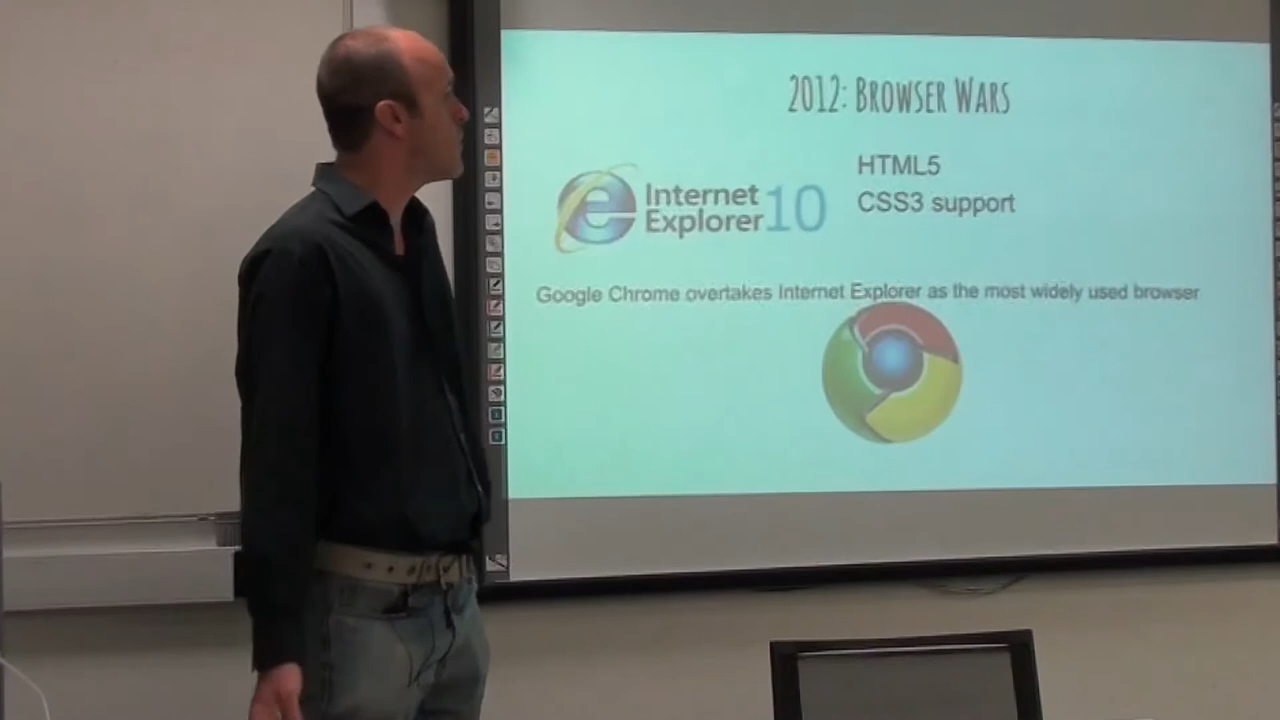 2012: BROWSER WARS
HTML5
Internet
Explorer 10
CSS3 support
Google Chrome overtakes Internet Explorer as the most widely used browser